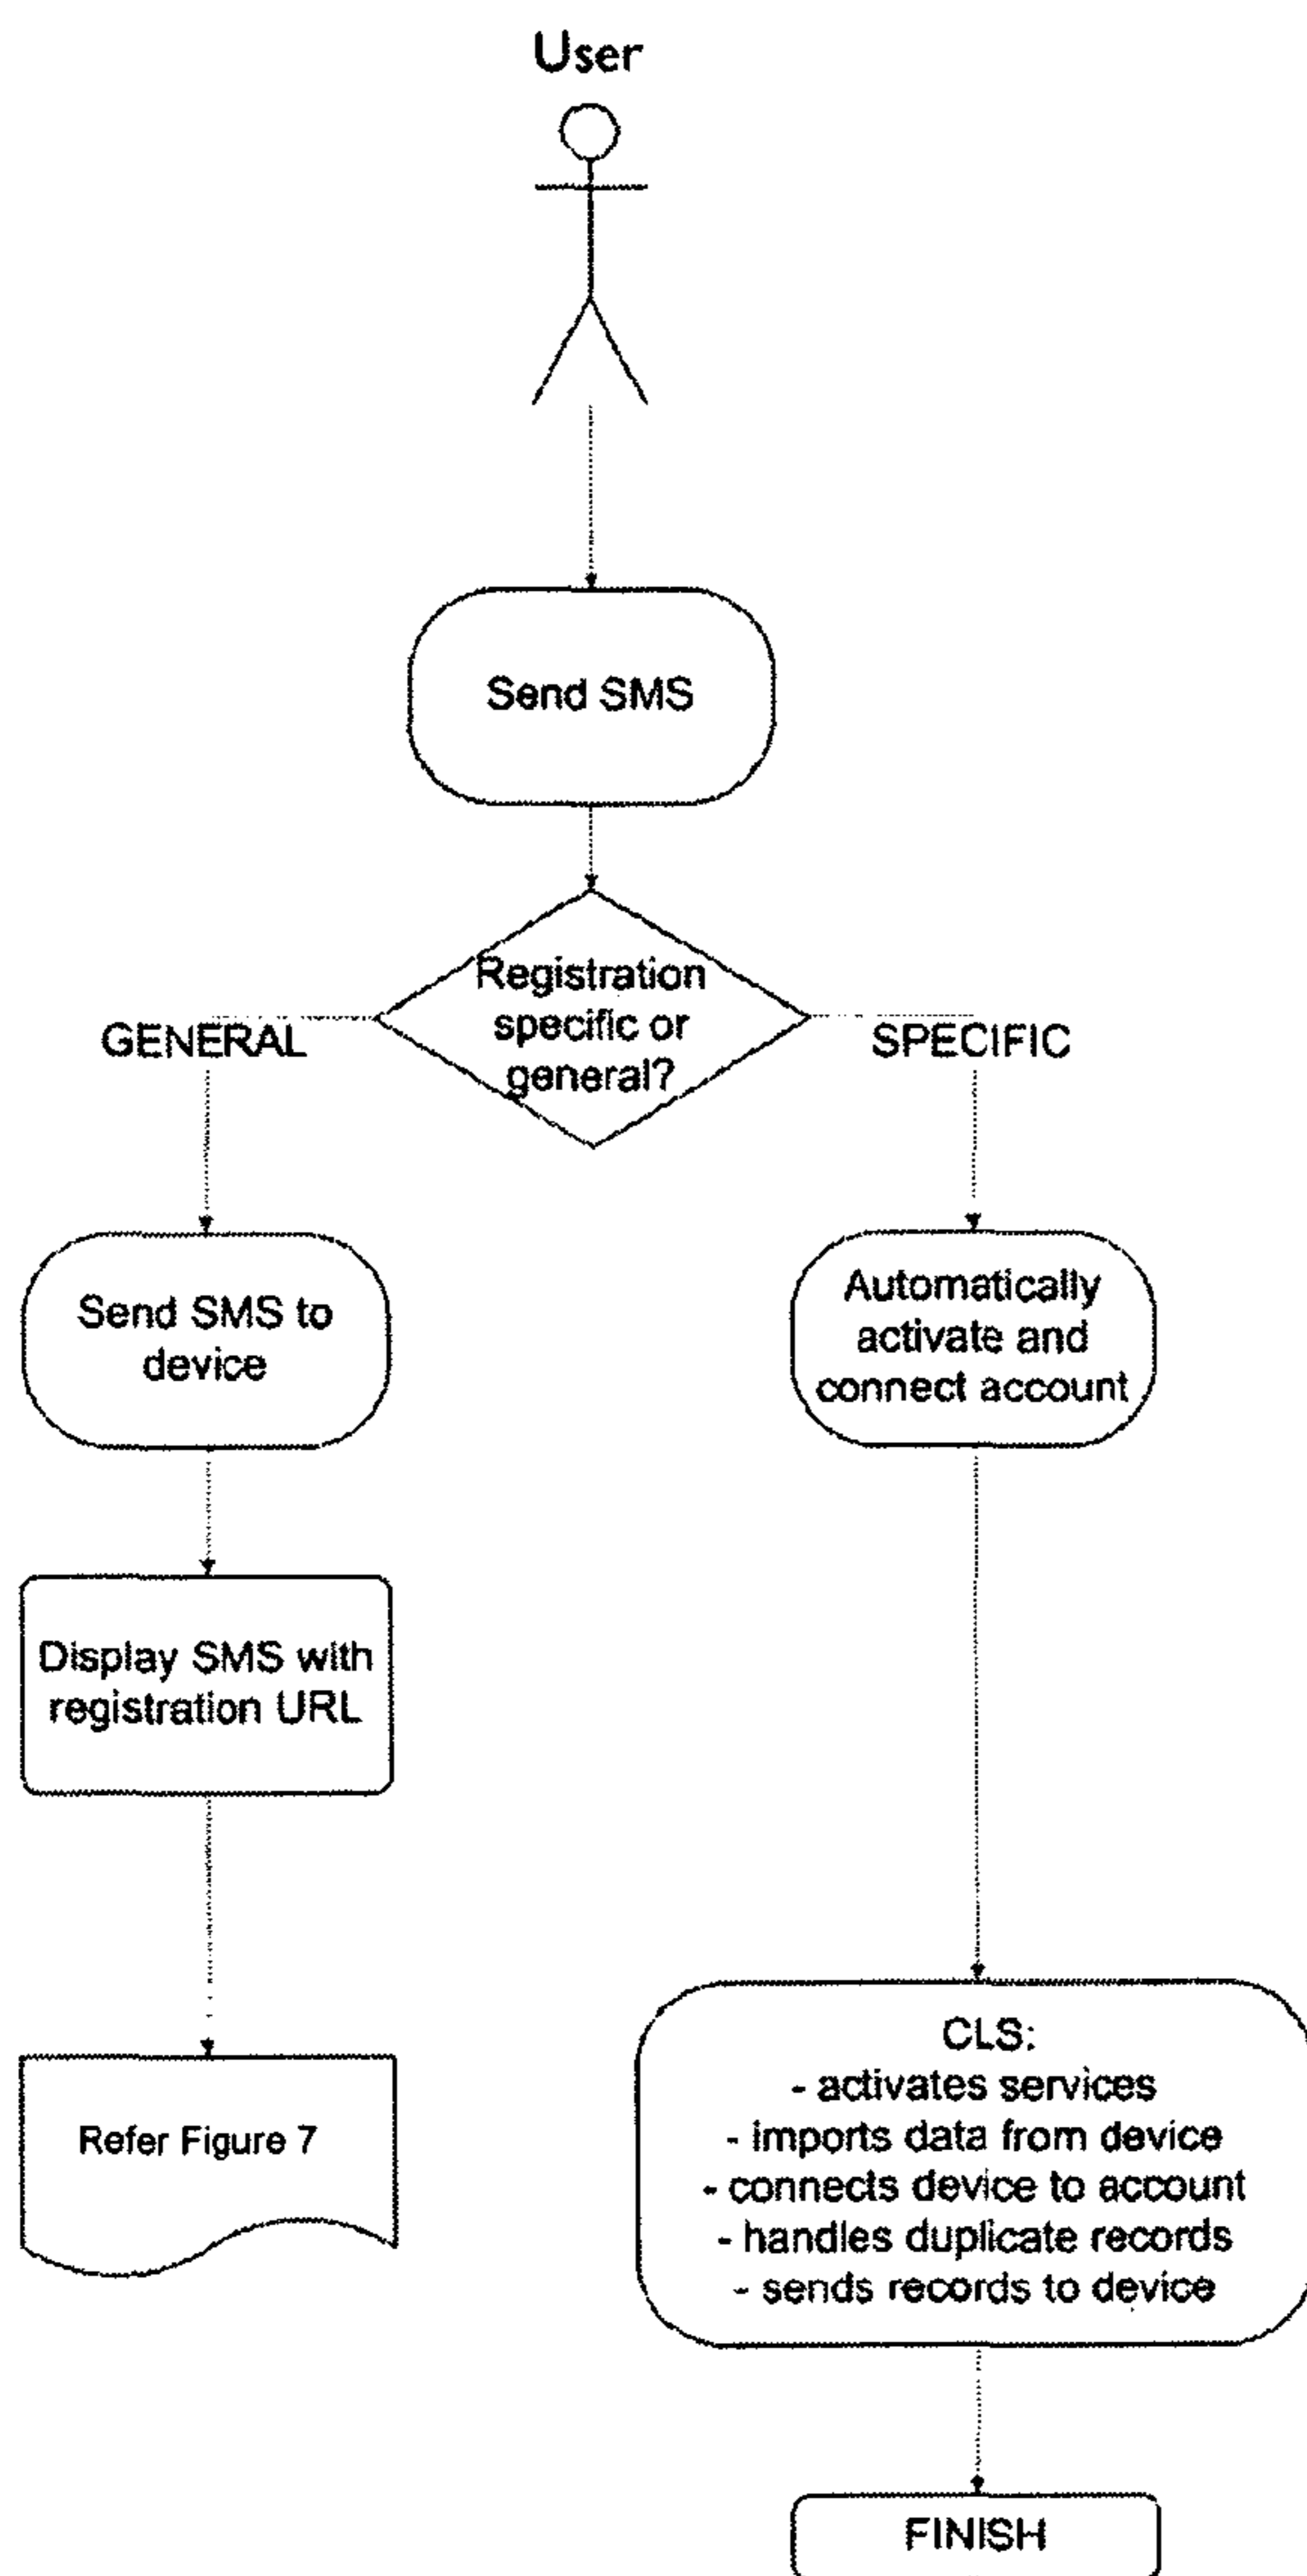 User
Send SMS
Registration
specific or
general?
GENERAL
SPECIFIC
Send SMS to
device
Automatically
activate and
connect account
Display SMS with
registration URL
Refer Figure 7
CLS:
- activates services
- imports data from device
- connects device to account
- handles duplicate records
- sends records to device
FINISH